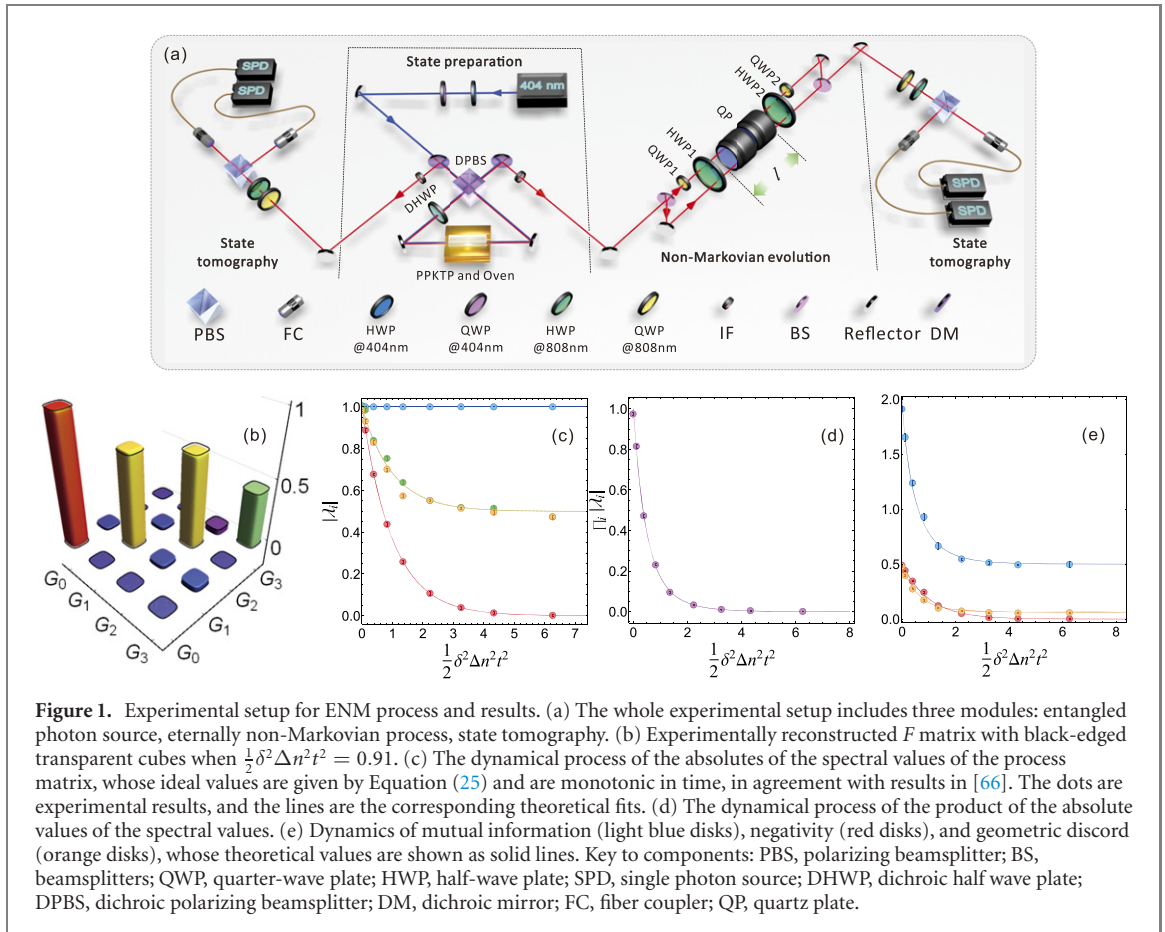 (a)
SPD
SPD
State preparation
404 nm
DPBS
DHWP
PPKTP and Oven
State
tomography
QWP1
HWP1
QP
HWP2
QWP2
l
Non-Markovian evolution
SPD
SPD
State
tomography
PBS
FC
HWP
@404nm
QWP
@404nm
HWP
@808nm
QWP
@808nm
IF
BS
Reflector
DM
(b)
1
0.5
0
G₀
G₁
G₂
G₃
G₀
G₁
G₂
G₃
(c)
|λᵢ|
1.0
0.8
0.6
0.4
0.2
0.0
0 1 2 3 4 5 6 7
½δ²Δn²t²
(d)
∏ᵢ|λᵢ|
1.0
0.8
0.6
0.4
0.2
0.0
0 2 4 6 8
½δ²Δn²t²
(e)
2.0
1.5
1.0
0.5
0.0
0 2 4 6 8
½δ²Δn²t²
Figure 1. Experimental setup for ENM process and results. (a) The whole experimental setup includes three modules: entangled
photon source, eternally non-Markovian process, state tomography. (b) Experimentally reconstructed F matrix with black-edged
transparent cubes when ½δ²Δn²t² = 0.91. (c) The dynamical process of the absolutes of the spectral values of the process
matrix, whose ideal values are given by Equation (25) and are monotonic in time, in agreement with results in [66]. The dots are
experimental results, and the lines are the corresponding theoretical fits. (d) The dynamical process of the product of the absolute
values of the spectral values. (e) Dynamics of mutual information (light blue disks), negativity (red disks), and geometric discord
(orange disks), whose theoretical values are shown as solid lines. Key to components: PBS, polarizing beamsplitter; BS,
beamsplitters; QWP, quarter-wave plate; HWP, half-wave plate; SPD, single photon source; DHWP, dichroic half wave plate;
DPBS, dichroic polarizing beamsplitter; DM, dichroic mirror; FC, fiber coupler; QP, quartz plate.